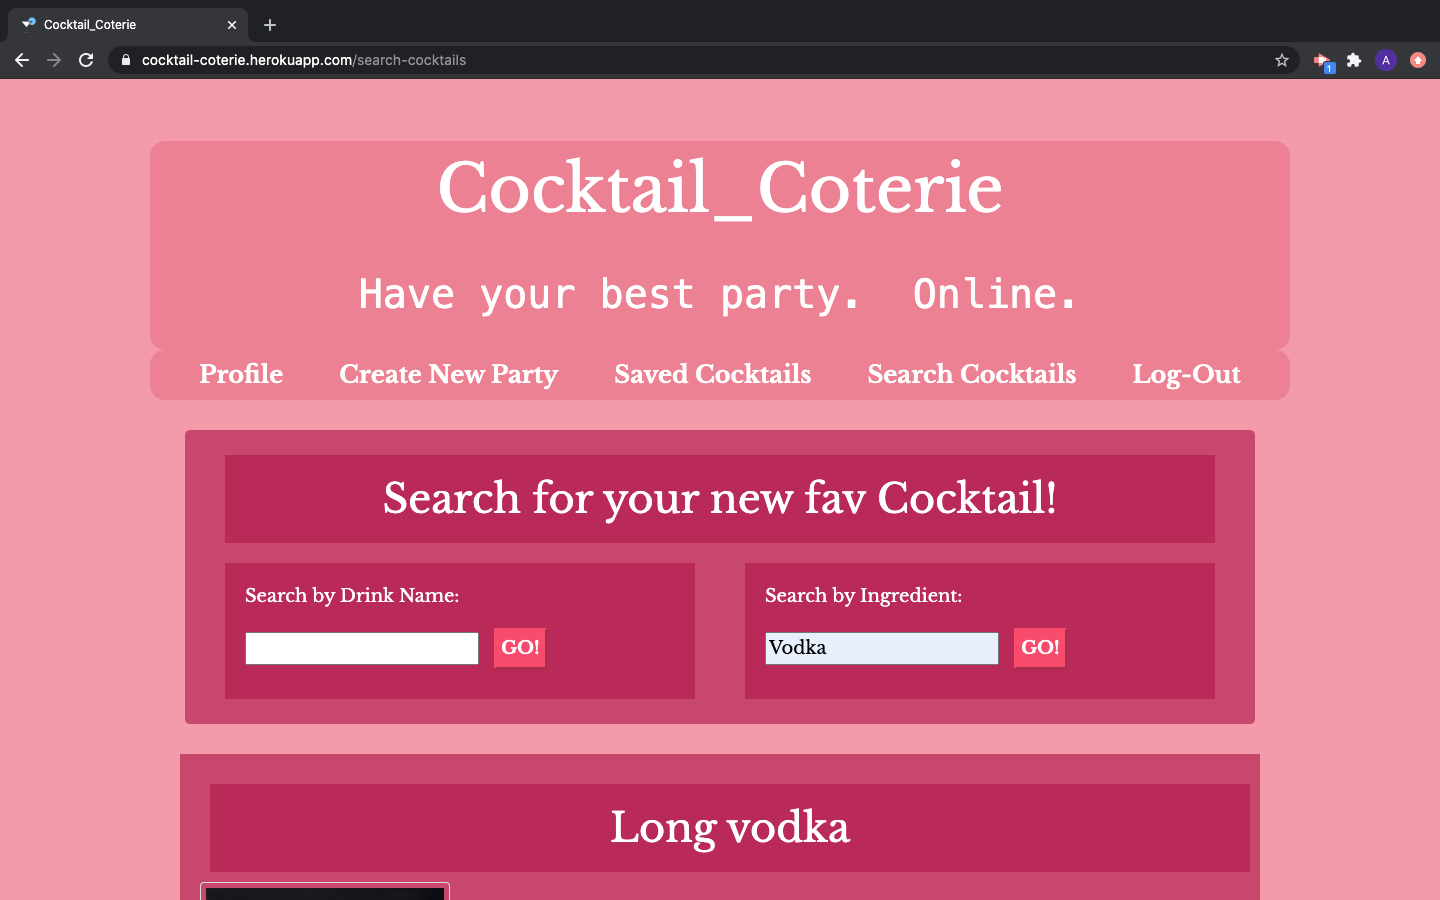 Cocktail_Coterie
cocktail-coterie.herokuapp.com/search-cocktails
1
A
Cocktail_Coterie
Have your best party.  Online.
Profile
Create New Party
Saved Cocktails
Search Cocktails
Log-Out
Search for your new fav Cocktail!
Search by Drink Name:
GO!
Search by Ingredient:
Vodka
GO!
Long vodka